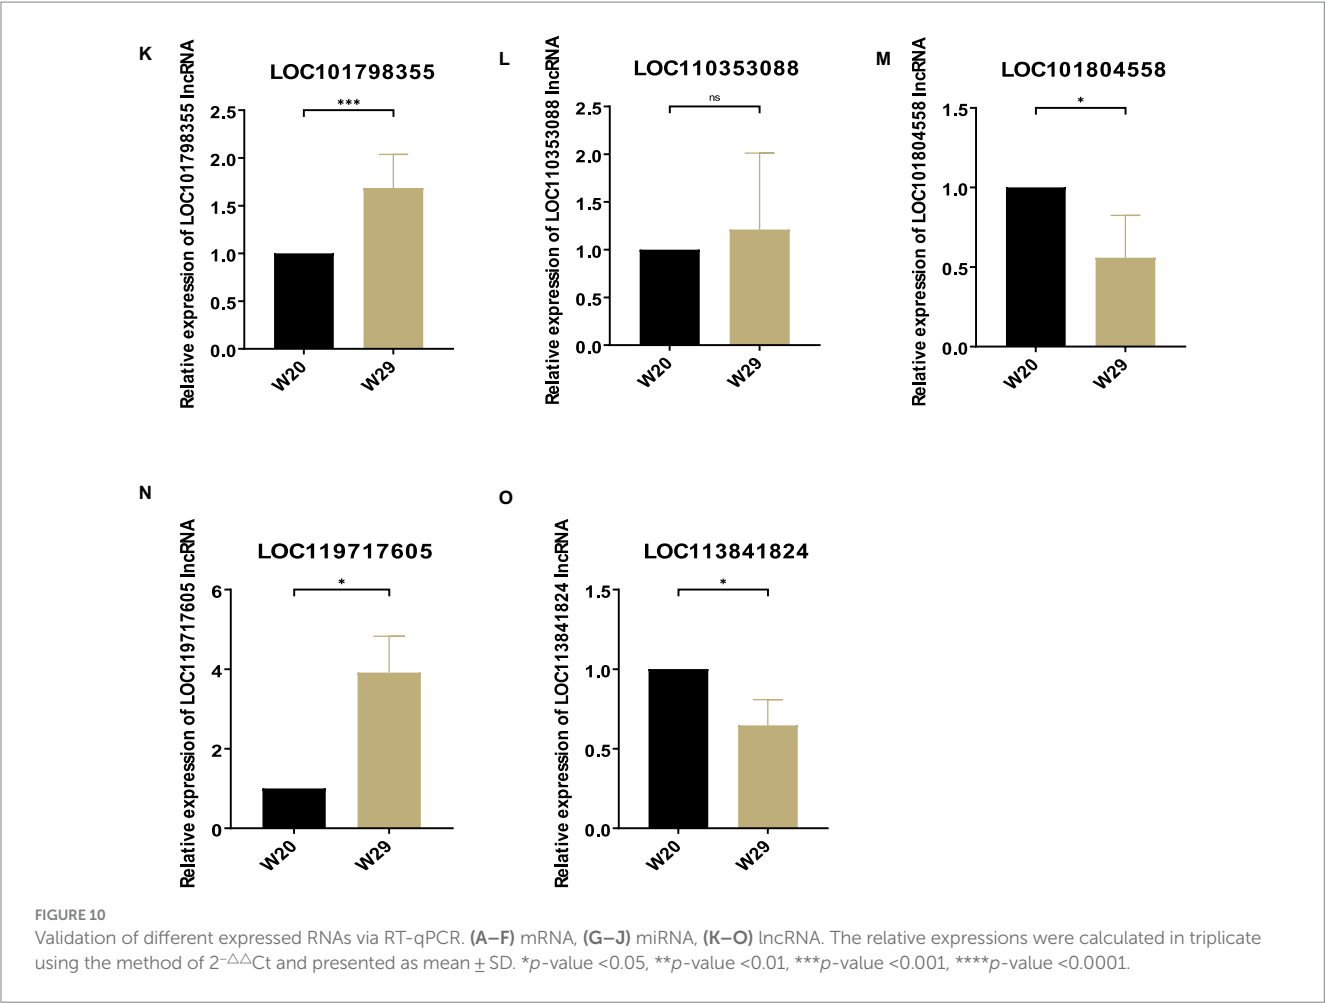 K
LOC101798355
Relative expression of LOC101798355 lncRNA
***
2.5
2.0
1.5
1.0
0.5
0.0
W20
W29
L
LOC110353088
Relative expression of LOC110353088 lncRNA
ns
2.5
2.0
1.5
1.0
0.5
0.0
W20
W29
M
LOC101804558
Relative expression of LOC101804558 lncRNA
*
1.5
1.0
0.5
0.0
W20
W29
N
LOC119717605
Relative expression of LOC119717605 lncRNA
*
6
4
2
0
W20
W29
O
LOC113841824
Relative expression of LOC113841824 lncRNA
*
1.5
1.0
0.5
0.0
W20
W29
FIGURE 10
Validation of different expressed RNAs via RT-qPCR. (A–F) mRNA, (G–J) miRNA, (K–O) lncRNA. The relative expressions were calculated in triplicate
using the method of 2−△△Ct and presented as mean ± SD. *p-value <0.05, **p-value <0.01, ***p-value <0.001, ****p-value <0.0001.